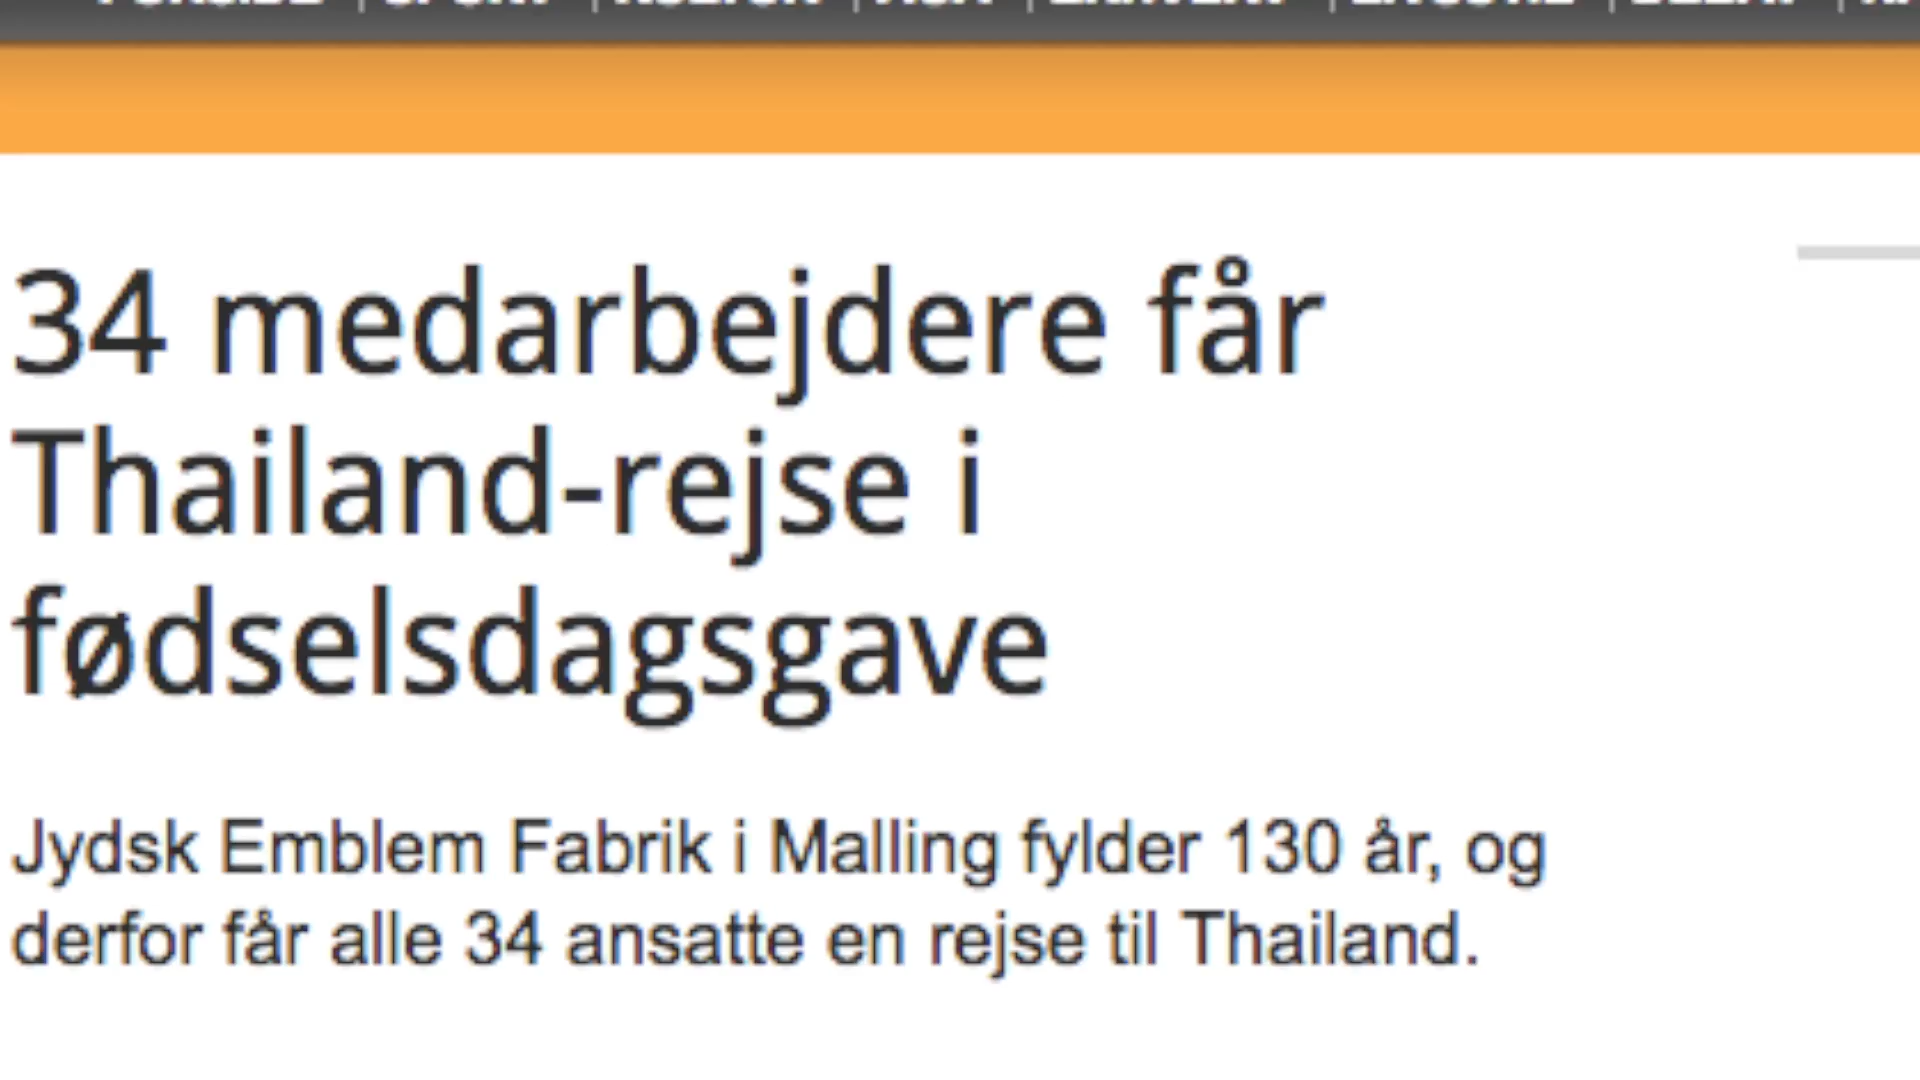 34 medarbejdere får
Thailand-rejse i
fødselsdagsgave
Jydsk Emblem Fabrik i Malling fylder 130 år, og
derfor får alle 34 ansatte en rejse til Thailand.